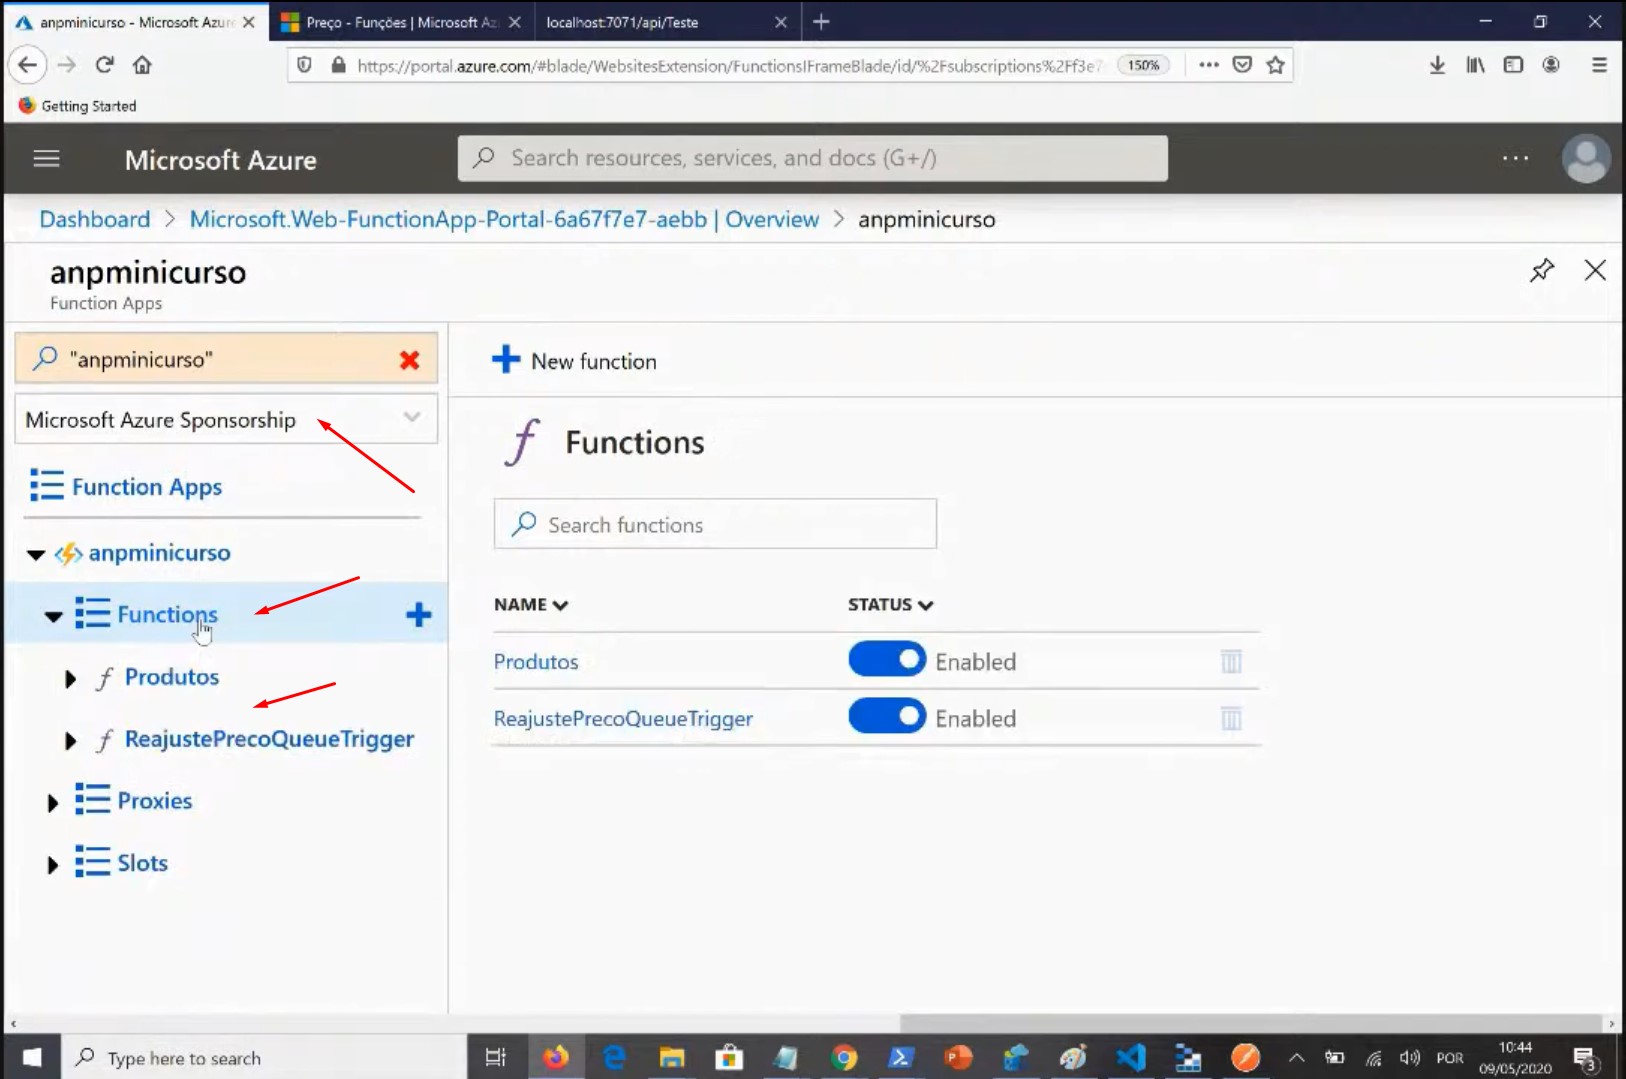 anpminicurso - Microsoft Azur
Preço - Funções | Microsoft Az
localhost:7071/api/Teste
https://portal.azure.com/#blade/WebsitesExtension/FunctionsIFrameBlade/id/%2Fsubscriptions%2Ff3e7
150%
Getting Started
Microsoft Azure
Search resources, services, and docs (G+/)
Dashboard > Microsoft.Web-FunctionApp-Portal-6a67f7e7-aebb | Overview > anpminicurso
anpminicurso
Function Apps
"anpminicurso"
Microsoft Azure Sponsorship
Function Apps
anpminicurso
Functions
Produtos
ReajustePrecoQueueTrigger
Proxies
Slots
New function
Functions
Search functions
NAME STATUS
Produtos Enabled
ReajustePrecoQueueTrigger Enabled
Type here to search
POR
10:44
09/05/2020
3